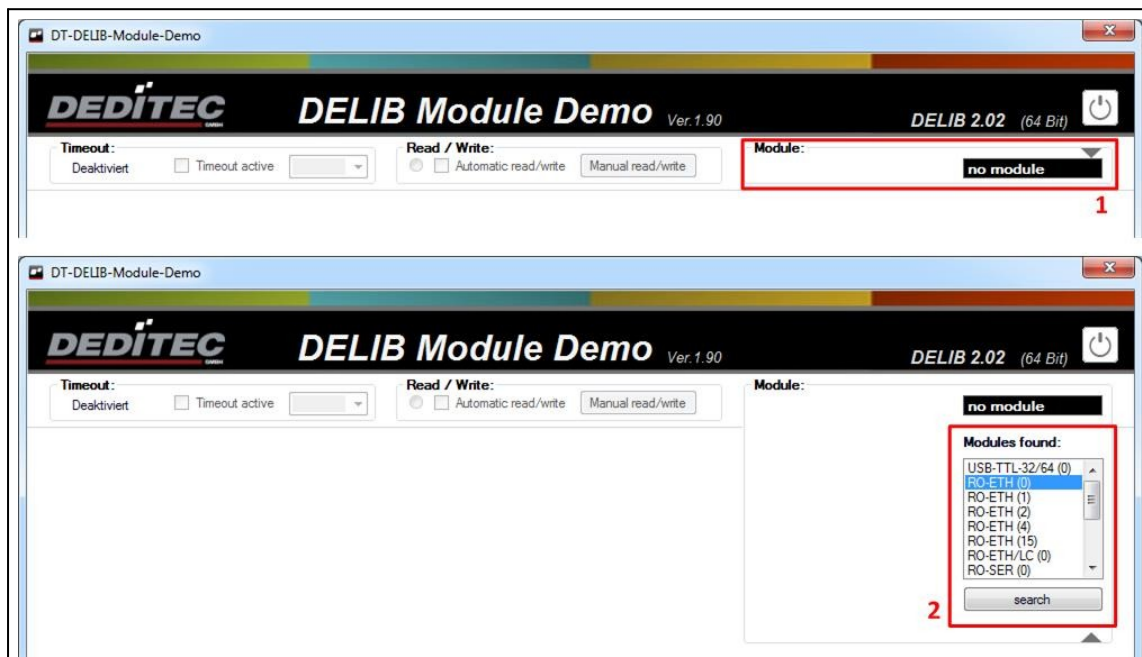 DT-DELIB-Module-Demo
DEDITEC GMBH
DELIB Module Demo Ver.1.90
DELIB 2.02 (64 Bit)
Timeout:
Deaktiviert Timeout active
Read / Write:
Automatic read/write Manual read/write
Module:
no module
1
DT-DELIB-Module-Demo
DEDITEC GMBH
DELIB Module Demo Ver.1.90
DELIB 2.02 (64 Bit)
Timeout:
Deaktiviert Timeout active
Read / Write:
Automatic read/write Manual read/write
Module:
no module
Modules found:
USB-TTL-32/64 (0)
RO-ETH (0)
RO-ETH (1)
RO-ETH (2)
RO-ETH (4)
RO-ETH (15)
RO-ETH/LC (0)
RO-SER (0)
search
2